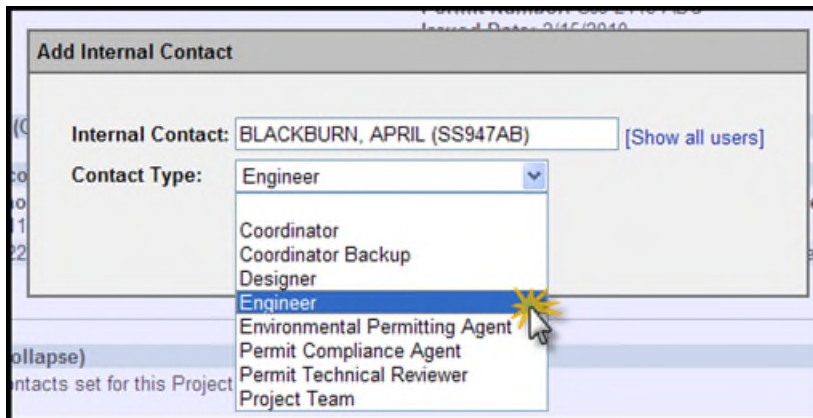 Add Internal Contact
Internal Contact: BLACKBURN, APRIL (SS947AB) [Show all users]
Contact Type: Engineer
Coordinator
Coordinator Backup
Designer
Engineer
Environmental Permitting Agent
Permit Compliance Agent
Permit Technical Reviewer
Project Team
ollapse)
ntacts set for this Project